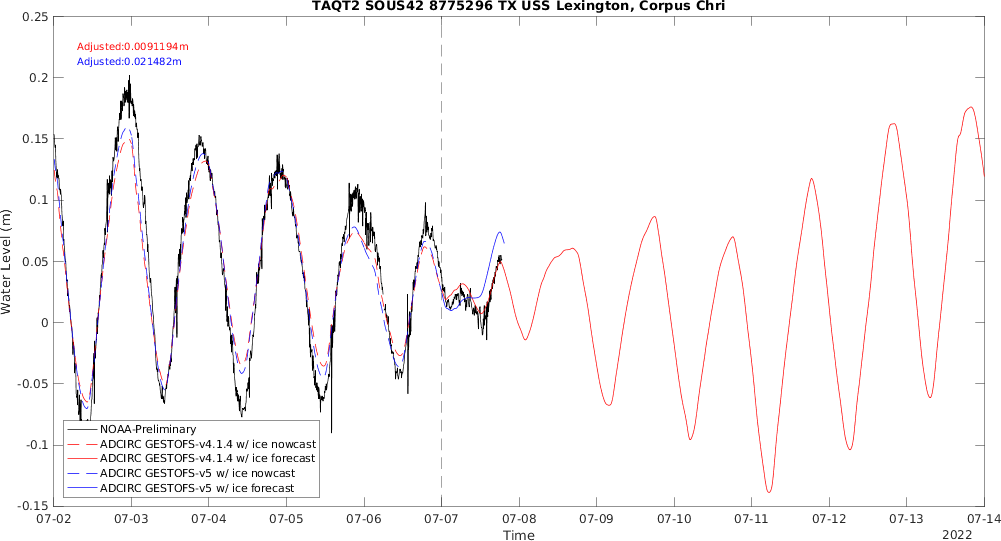 TAQT2 SOUS42 8775296 TX USS Lexington, Corpus Chri
Adjusted:0.0091194m
Adjusted:0.021482m
0.25
0.2
0.15
0.1
0.05
0
-0.05
-0.1
-0.15
Water Level (m)
NOAA-Preliminary
ADCIRC GESTOFS-v4.1.4 w/ ice nowcast
ADCIRC GESTOFS-v4.1.4 w/ ice forecast
ADCIRC GESTOFS-v5 w/ ice nowcast
ADCIRC GESTOFS-v5 w/ ice forecast
07-02 07-03 07-04 07-05 07-06 07-07 07-08 07-09 07-10 07-11 07-12 07-13 07-14
Time
2022